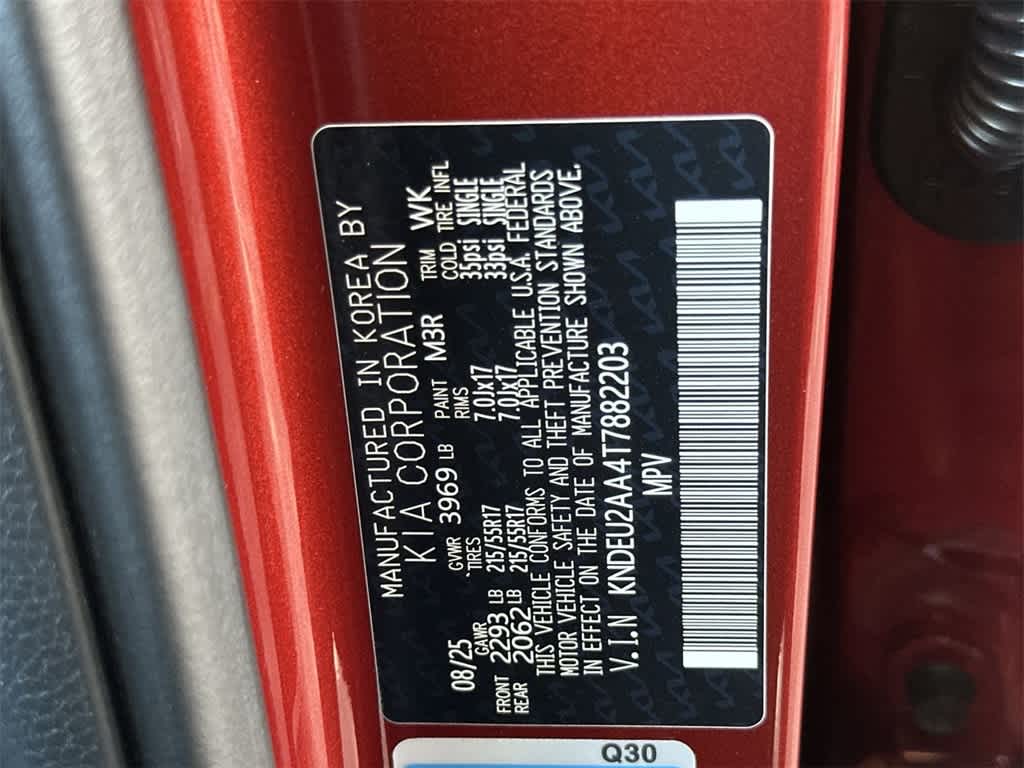 MANUFACTURED IN KOREA BY
KIA CORPORATION
08/25 GVWR 3969 LB PAINT M3R TRIM WK
GAWR TIRES RIMS COLD TIRE INFL
FRONT 2293 LB 215/55R17 7.0Jx17 35psi SINGLE
REAR 2062 LB 215/55R17 7.0Jx17 33psi SINGLE
THIS VEHICLE CONFORMS TO ALL APPLICABLE U.S.A. FEDERAL
MOTOR VEHICLE SAFETY AND THEFT PREVENTION STANDARDS
IN EFFECT ON THE DATE OF MANUFACTURE SHOWN ABOVE.
V.I.N KNDEU2AA4T7882203
MPV
Q30